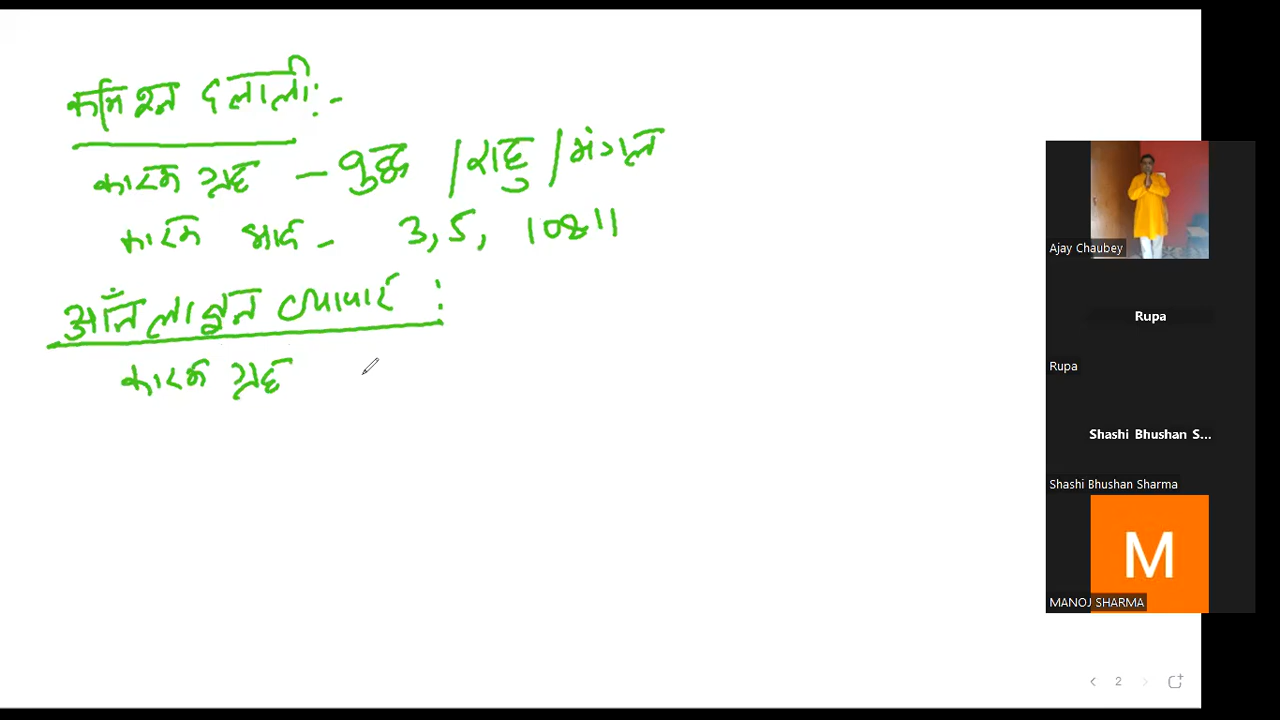 कमिशन दलाली:-
कारक ग्रह - बुद्ध /राहु /मंगल
कारक भाव - 3, 5, 10&11
ऑनलाइन व्यापार :
कारक ग्रह
Ajay Chaubey
Rupa
Rupa
Shashi Bhushan S...
Shashi Bhushan Sharma
M
MANOJ SHARMA
2